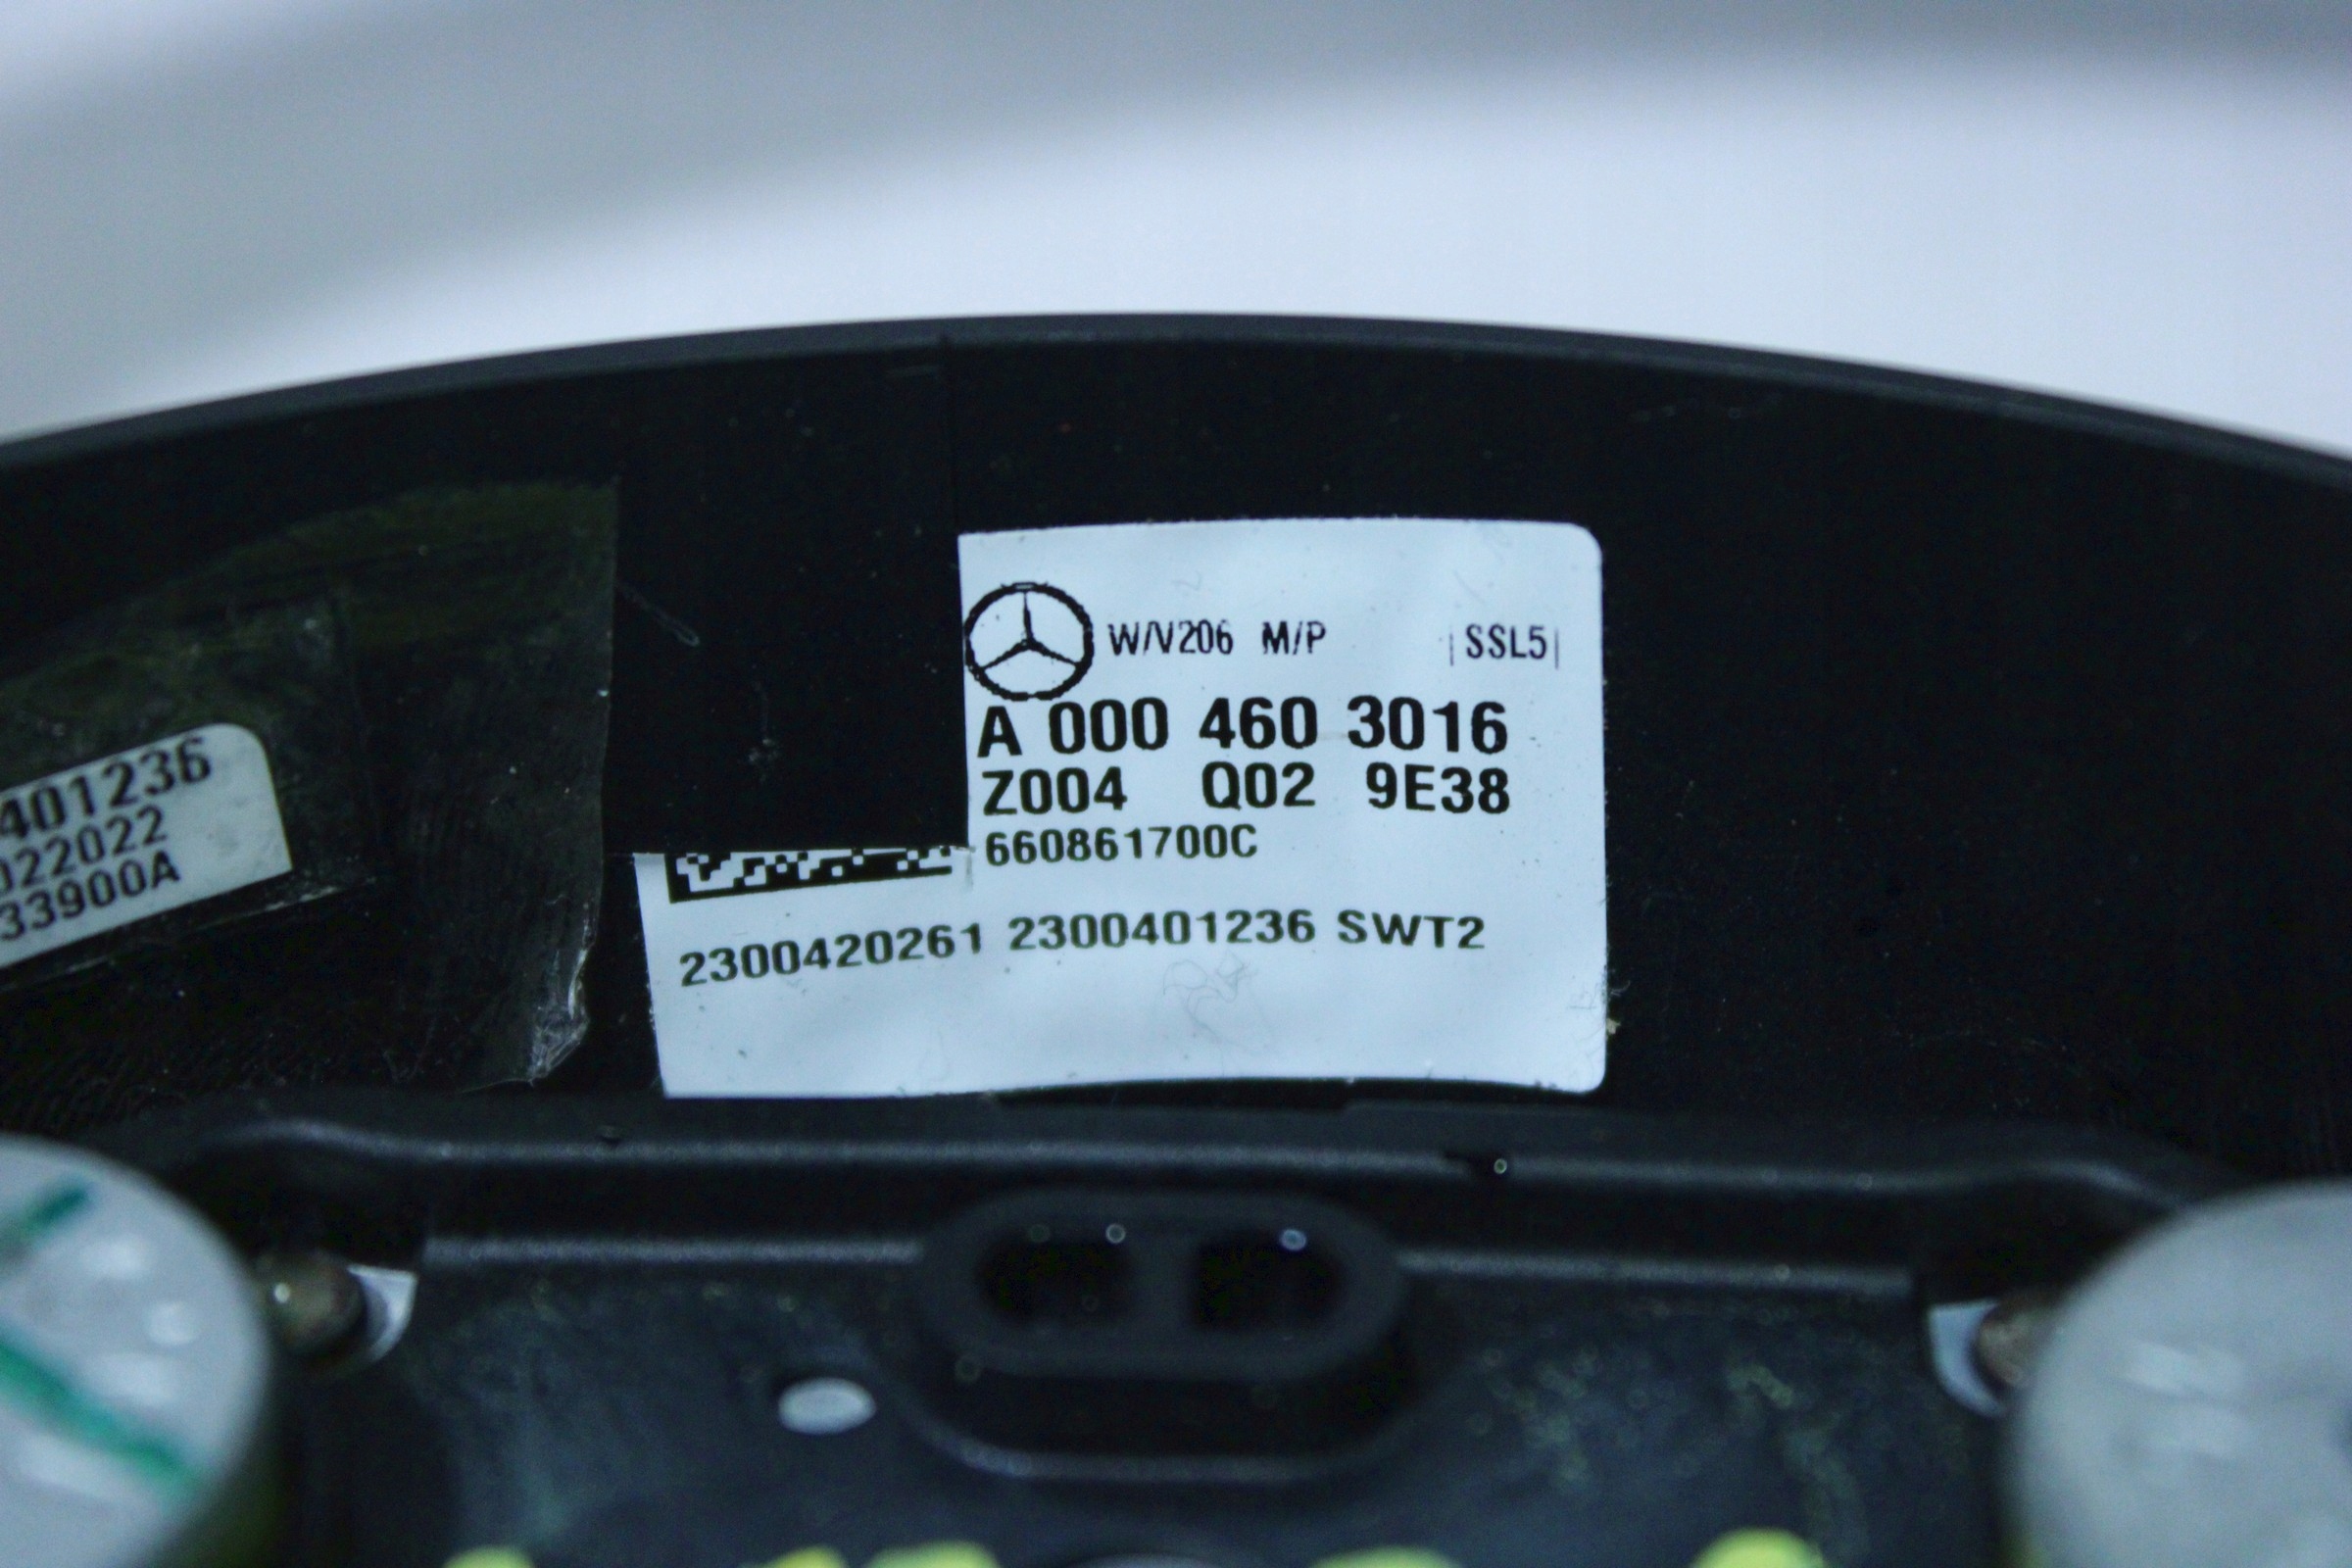 W/V206 M/P |SSL5|
A 000 460 3016
Z004 Q02 9E38
660861700C
2300420261 2300401236 SWT2
401236
022022
33900A